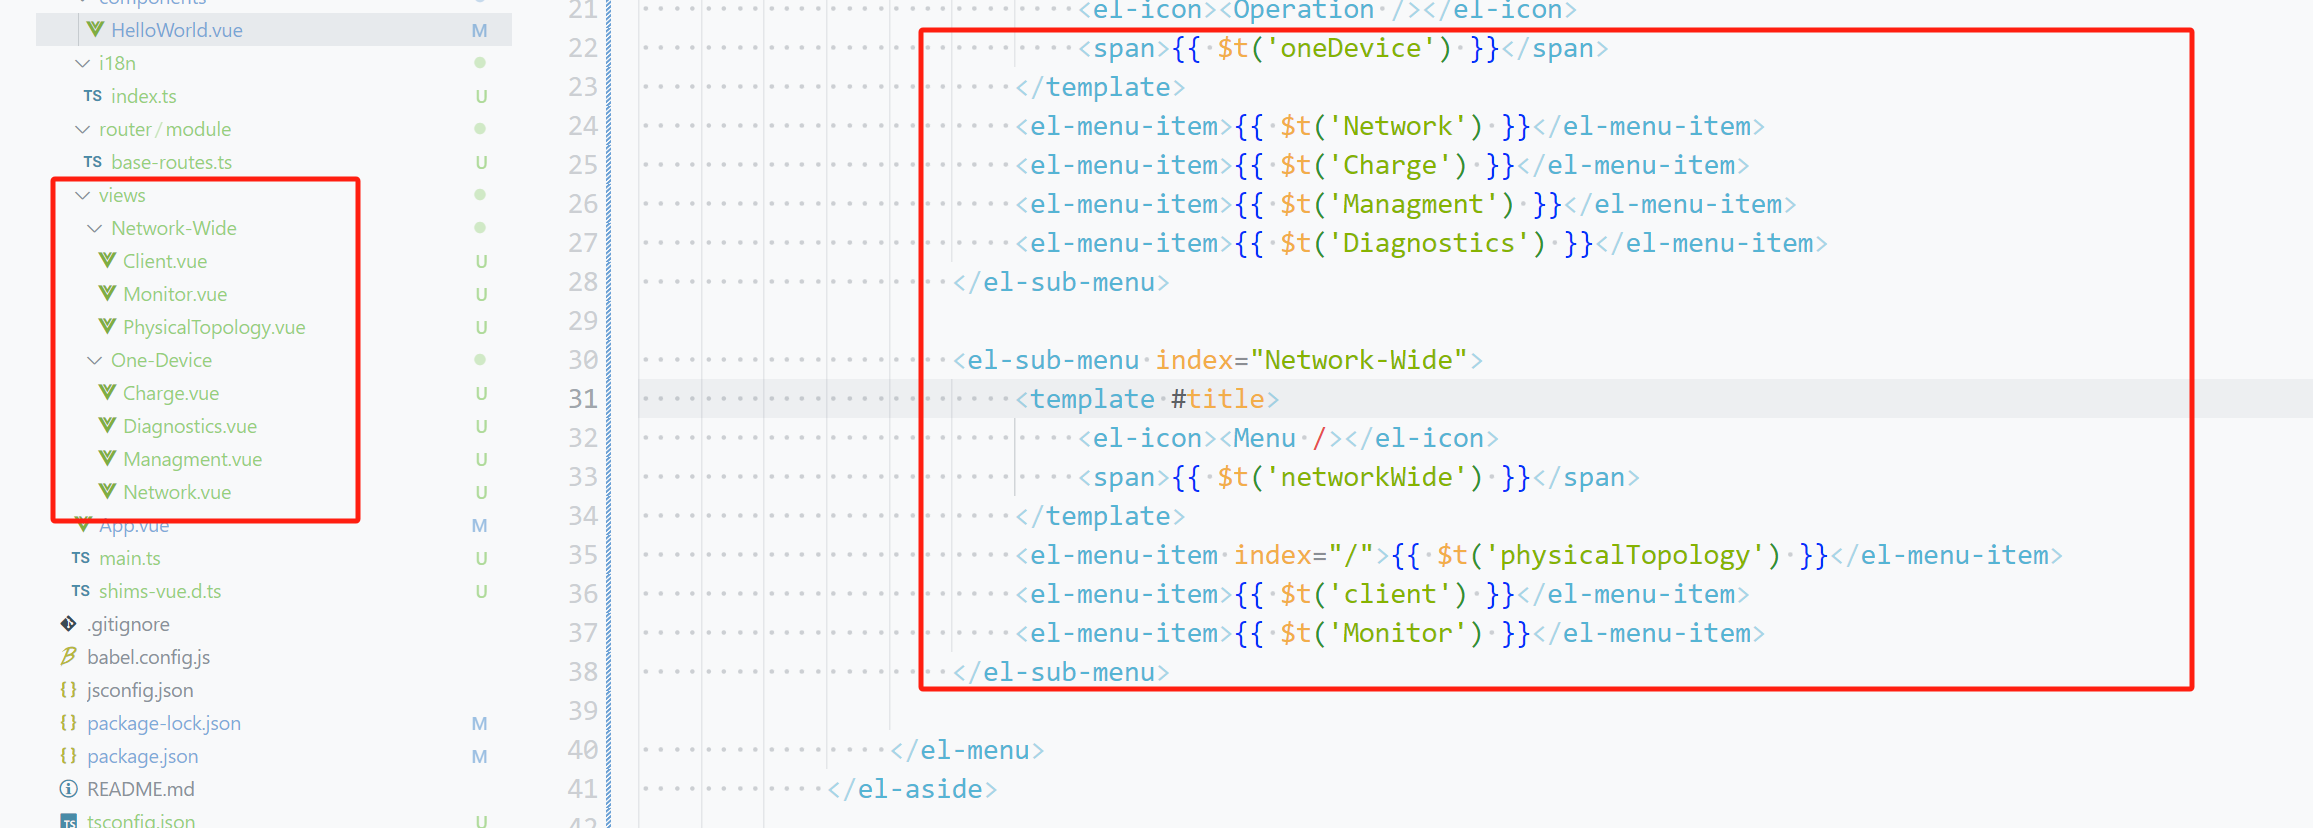 components
HelloWorld.vue M
i18n
TS index.ts U
router/module
TS base-routes.ts U
views
Network-Wide
Client.vue U
Monitor.vue U
PhysicalTopology.vue U
One-Device
Charge.vue U
Diagnostics.vue U
Managment.vue U
Network.vue U
App.vue M
TS main.ts U
TS shims-vue.d.ts U
.gitignore
babel.config.js
{} jsconfig.json
{} package-lock.json M
{} package.json M
README.md
TS tsconfig.json U
21 <el-icon><Operation /></el-icon>
22 <span>{{ $t('oneDevice') }}</span>
23 </template>
24 <el-menu-item>{{ $t('Network') }}</el-menu-item>
25 <el-menu-item>{{ $t('Charge') }}</el-menu-item>
26 <el-menu-item>{{ $t('Managment') }}</el-menu-item>
27 <el-menu-item>{{ $t('Diagnostics') }}</el-menu-item>
28 </el-sub-menu>
29
30 <el-sub-menu index="Network-Wide">
31 <template #title>
32 <el-icon><Menu /></el-icon>
33 <span>{{ $t('networkWide') }}</span>
34 </template>
35 <el-menu-item index="/">{{ $t('physicalTopology') }}</el-menu-item>
36 <el-menu-item>{{ $t('client') }}</el-menu-item>
37 <el-menu-item>{{ $t('Monitor') }}</el-menu-item>
38 </el-sub-menu>
39
40 </el-menu>
41 </el-aside>
42